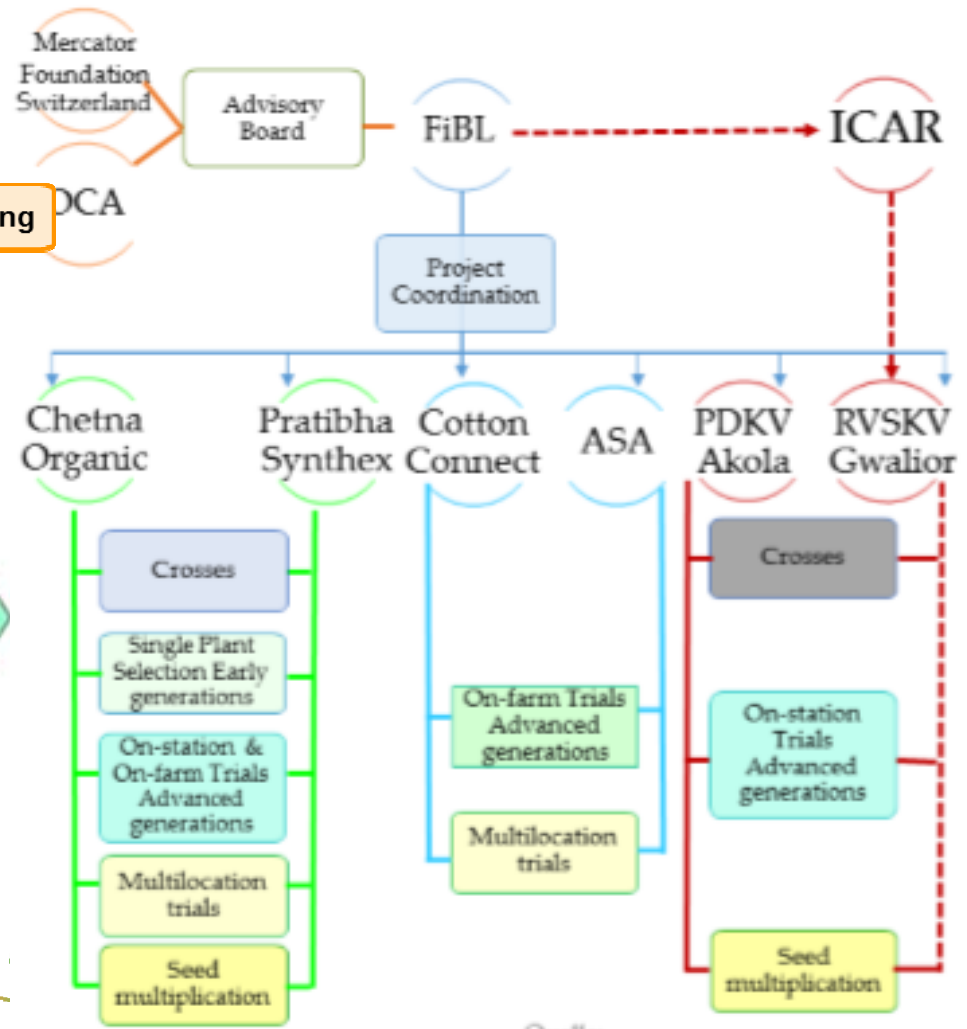 Mercator
Foundation
Switzerland
Advisory
Board
FiBL
ICAR
ng
OCA
Project
Coordination
Chetna
Organic
Pratibha
Synthex
Cotton
Connect
ASA
PDKV
Akola
RVSKV
Gwalior
Crosses
Single Plant
Selection Early
generations
On-station &
On-farm Trials
Advanced
generations
Multilocation
trials
Seed
multiplication
On-farm Trials
Advanced
generations
Multilocation
trials
Crosses
On-station
Trials
Advanced
generations
Seed
multiplication